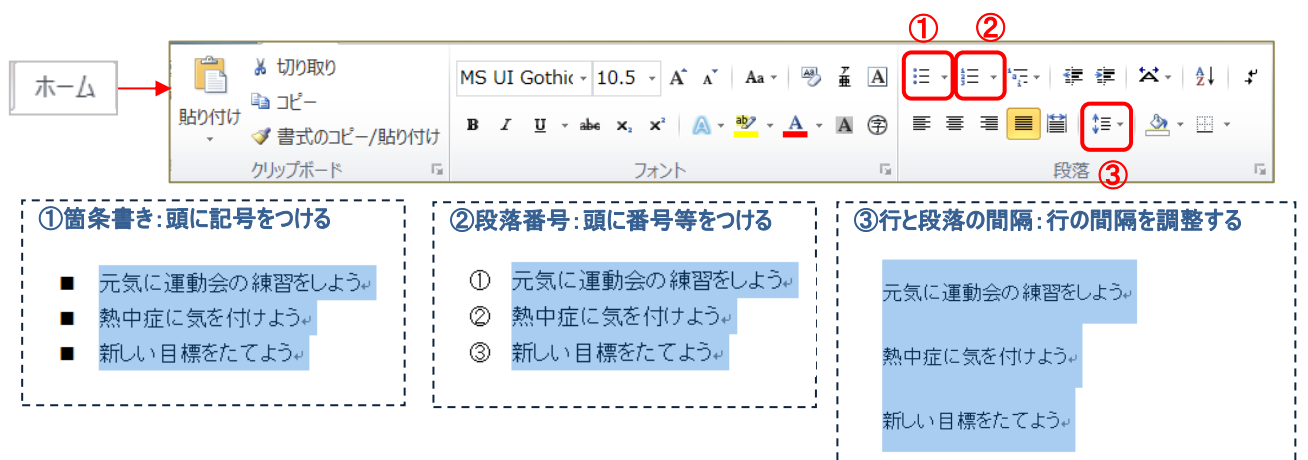 ① ②
ホーム
切り取り
コピー
貼り付け
書式のコピー/貼り付け
クリップボード
MS UI Gothic 10.5 A A Aa ア亜 A
B I U abc x₂ x² A ab A A 字
フォント
A Z
段落
③
①箇条書き:頭に記号をつける
■ 元気に運動会の練習をしよう↵
■ 熱中症に気を付けよう↵
■ 新しい目標をたてよう↵
②段落番号:頭に番号等をつける
① 元気に運動会の練習をしよう↵
② 熱中症に気を付けよう↵
③ 新しい目標をたてよう↵
③行と段落の間隔:行の間隔を調整する
元気に運動会の練習をしよう↵
熱中症に気を付けよう↵
新しい目標をたてよう↵